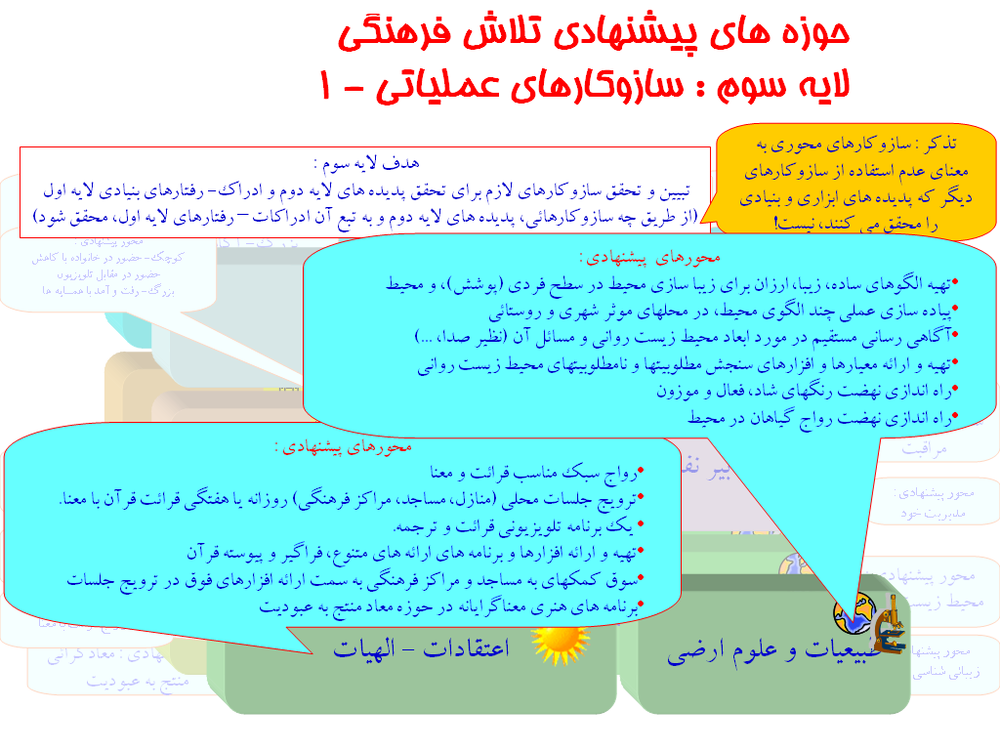 حوزه های پیشنهادی تلاش فرهنگی
لایه سوم : سازوکارهای عملیاتی – ۱
تذکر : سازوکارهای محوری به
معنای عدم استفاده از سازوکارهای
دیگر که پدیده های ابزاری و بنیادی
را محقق می کنند، نیست!
هدف لایه سوم :
تبیین و تحقق سازوکارهای لازم برای تحقق پدیده های لایه دوم و ادراک- رفتارهای بنیادی لایه اول
(از طریق چه سازوکارهائی، پدیده های لایه دوم و به تبع آن ادراکات – رفتارهای لایه اول، محقق شود)
محور پیشنهادی :
کوچک- حضور در خانواده با کاهش
حضور در مقابل تلویزیون
بزرگ- رفت و آمد با همسایه ها
محورهای پیشنهادی :
•تهیه الگوهای ساده، زیبا، ارزان برای زیبا سازی محیط در سطح فردی (پوشش)، و محیط
•پیاده سازی عملی چند الگوی محیط، در محلهای موثر شهری و روستائی
•آگاهی رسانی مستقیم در مورد ابعاد محیط زیست روانی و مسائل آن (نظیر صدا، ...)
•تهیه و ارائه معیارها و افزارهای سنجش مطلوبیتها و نامطلوبیتهای محیط زیست روانی
•راه اندازی نهضت رنگهای شاد، فعال و موزون
•راه اندازی نهضت رواج گیاهان در محیط
مراقبت
محور پیشنهادی :
مدیریت خود
محورهای پیشنهادی :
•رواج سبک مناسب قرائت و معنا
•ترویج جلسات محلی (منازل، مساجد، مراکز فرهنگی) روزانه یا هفتگی قرائت قرآن با معنا.
• یک برنامه تلویزیونی قرائت و ترجمه.
•تهیه و ارائه افزارها و برنامه های ارائه های متنوع، فراگیر و پیوسته قرآن
•سوق کمکهای به مساجد و مراکز فرهنگی به سمت ارائه افزارهای فوق در ترویج جلسات
•برنامه های هنری معناگرایانه در حوزه معاد منتج به عبودیت
محور پیشنهادی
محیط زیست
طبیعیات و علوم ارضی
اعتقادات – الهیات
محور پیشنها
زیبائی شناسی
معادگرائی
منتج به عبودیت